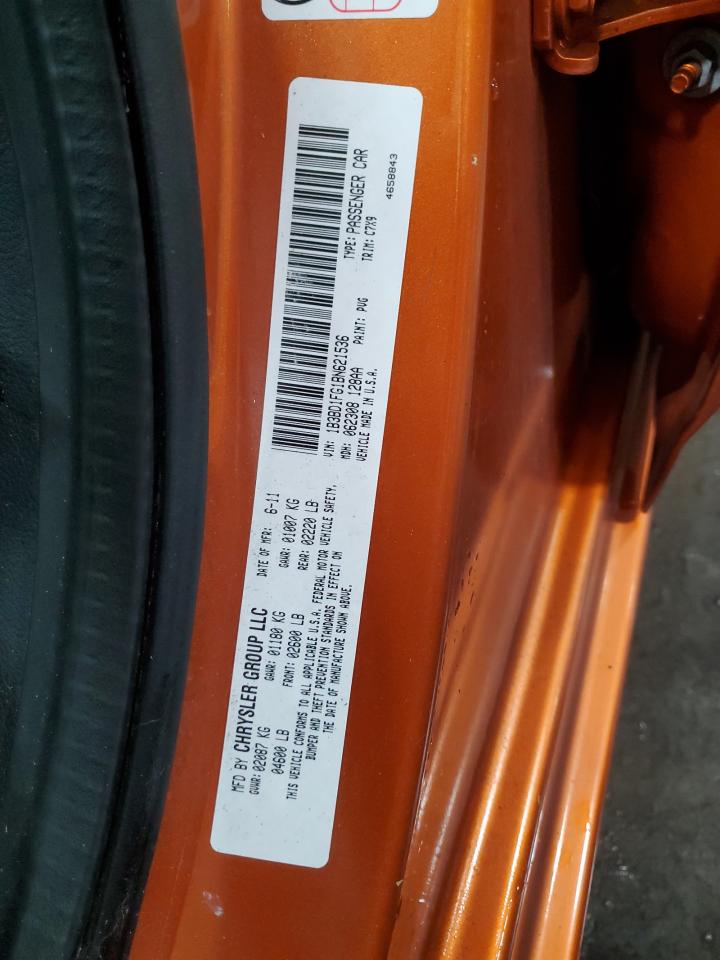 MFD BY CHRYSLER GROUP LLC
DATE OF MFR: 6-11
GVWR: 02087 KG
GAWR: 01180 KG
GAWR: 01007 KG
04600 LB
FRONT: 02600 LB
REAR: 02220 LB
THIS VEHICLE CONFORMS TO ALL APPLICABLE U.S.A. FEDERAL MOTOR VEHICLE SAFETY,
BUMPER AND THEFT PREVENTION STANDARDS IN EFFECT ON
THE DATE OF MANUFACTURE SHOWN ABOVE.
VIN: 1B3BD1FG1BN621536
TYPE: PASSENGER CAR
MDH: 062308 128AA
PAINT: PVG
TRIM: C7X9
VEHICLE MADE IN U.S.A.
4658843